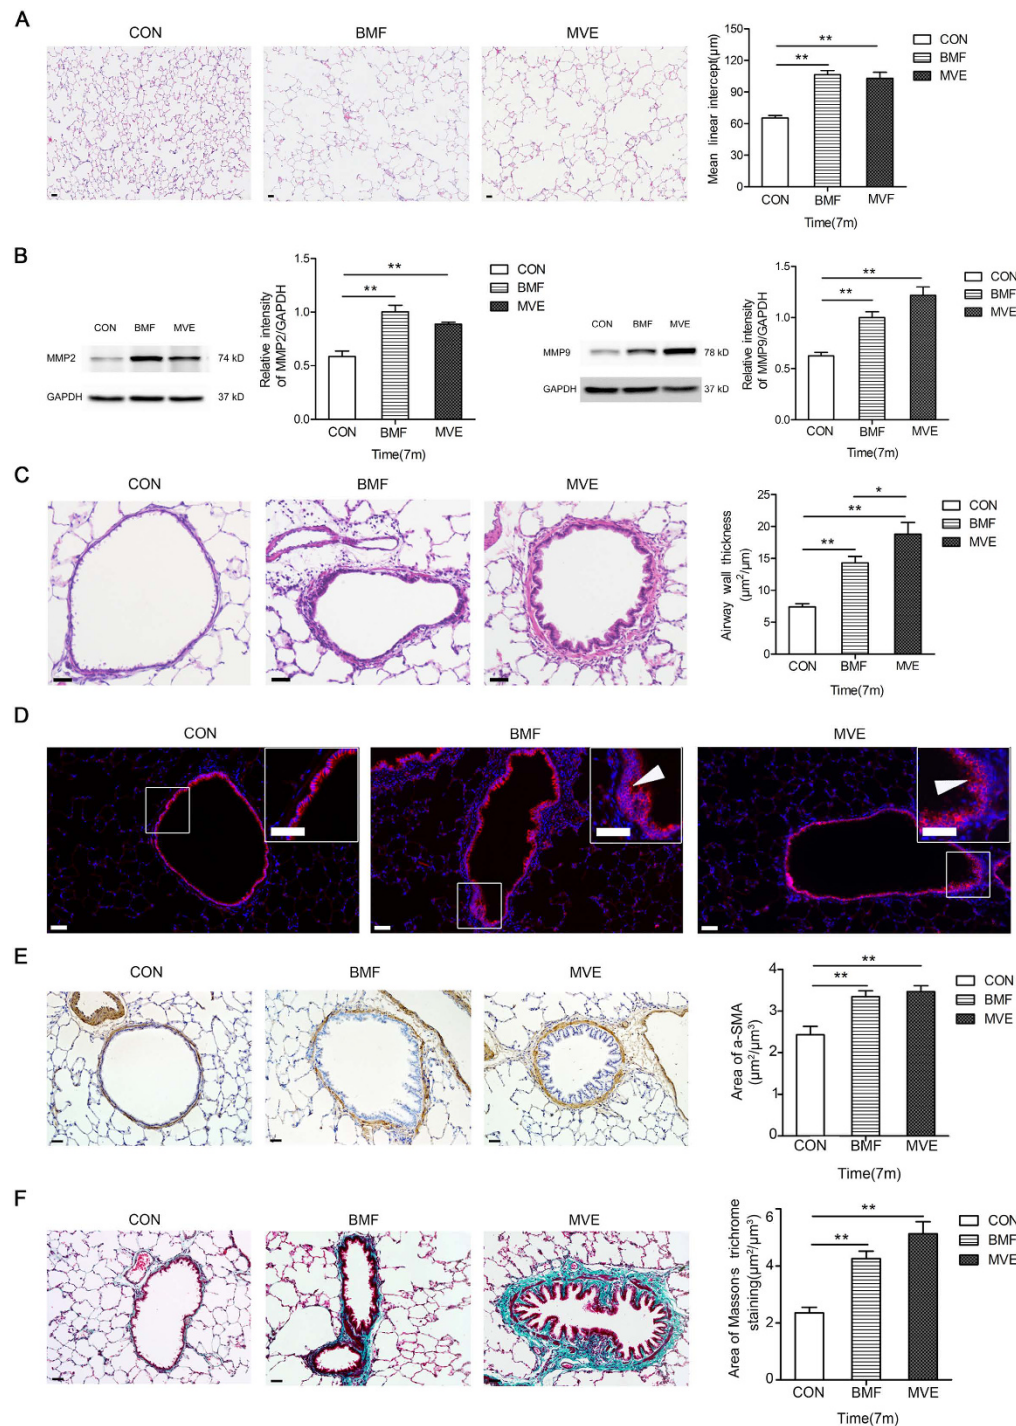 A
CON
BMF
MVE
Mean linear intercept(µm)
150
120
90
60
30
0
**
**
CON
BMF
MVF
Time(7m)
CON
BMF
MVE
B
CON
BMF
MVE
MMP2
74 kD
GAPDH
37 kD
Relative intensity
of MMP2/GAPDH
1.5
1.0
0.5
0.0
**
**
CON
BMF
MVE
Time(7m)
CON
BMF
MVE
CON
BMF
MVE
MMP9
78 kD
GAPDH
37 kD
Relative intensity
of MMP9/GAPDH
1.5
1.0
0.5
0.0
**
**
CON
BMF
MVE
Time(7m)
CON
BMF
MVE
C
CON
BMF
MVE
Airway wall thickness
(µm²/µm)
25
20
15
10
5
0
*
**
**
CON
BMF
MVE
Time(7m)
CON
BMF
MVE
D
CON
BMF
MVE
E
CON
BMF
MVE
Area of a-SMA
(µm²/µm³)
4
3
2
1
0
**
**
CON
BMF
MVE
Time(7m)
CON
BMF
MVE
F
CON
BMF
MVE
Area of Masson·s trichrome
staining(µm²/µm³)
6
4
2
0
**
**
CON
BMF
MVE
Time(7m)
CON
BMF
MVE